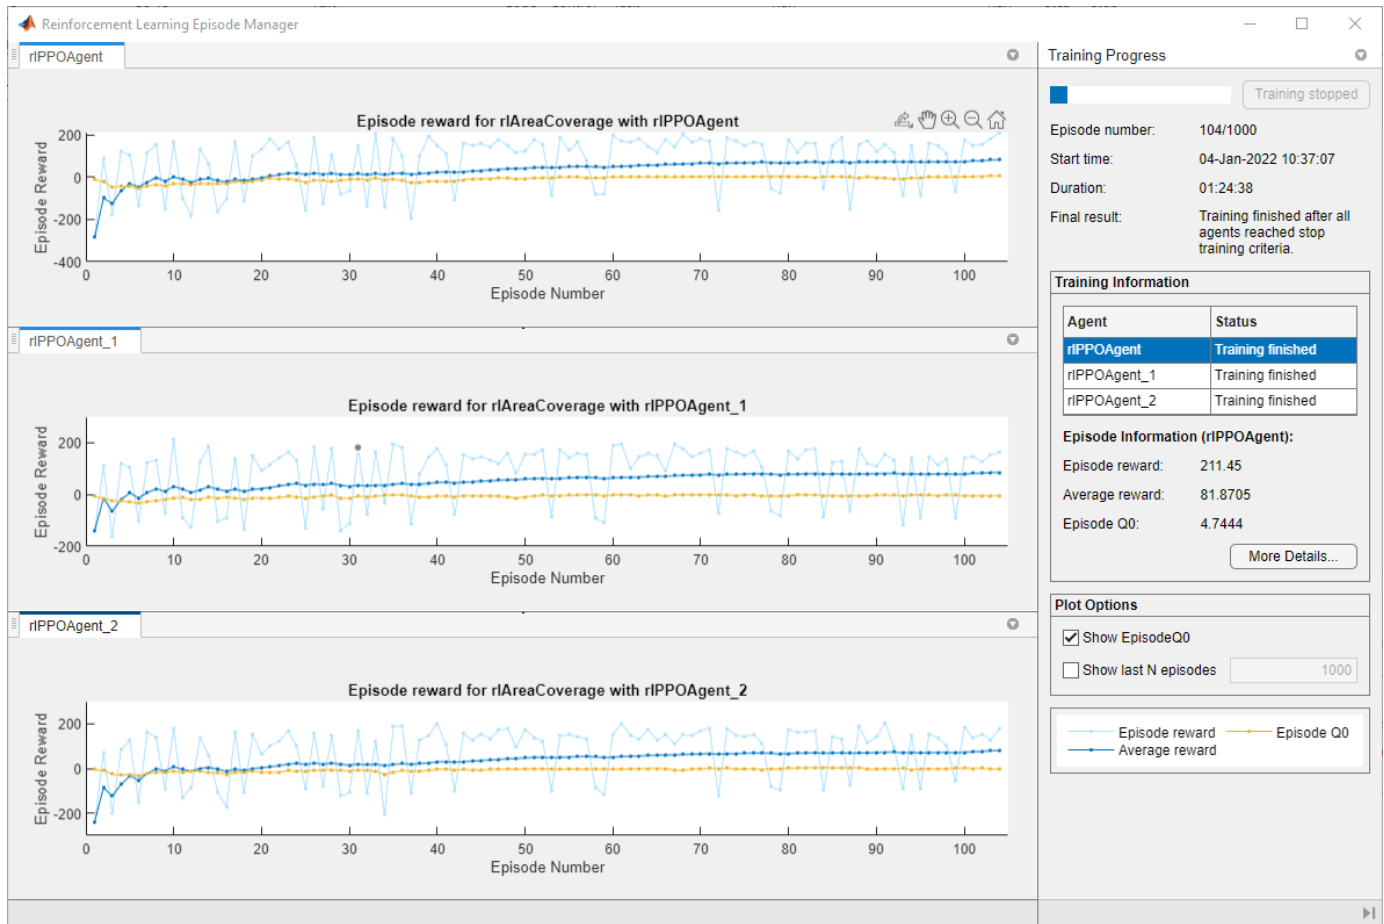 Reinforcement Learning Episode Manager
rlPPOAgent
Episode reward for rlAreaCoverage with rlPPOAgent
Episode Reward
200
0
-200
-400
0 10 20 30 40 50 60 70 80 90 100
Episode Number
rlPPOAgent_1
Episode reward for rlAreaCoverage with rlPPOAgent_1
Episode Reward
200
0
-200
0 10 20 30 40 50 60 70 80 90 100
Episode Number
rlPPOAgent_2
Episode reward for rlAreaCoverage with rlPPOAgent_2
Episode Reward
200
0
-200
0 10 20 30 40 50 60 70 80 90 100
Episode Number
Training Progress
Training stopped
Episode number: 104/1000
Start time: 04-Jan-2022 10:37:07
Duration: 01:24:38
Final result: Training finished after all
agents reached stop
training criteria.
Training Information
Agent Status
rlPPOAgent Training finished
rlPPOAgent_1 Training finished
rlPPOAgent_2 Training finished
Episode Information (rlPPOAgent):
Episode reward: 211.45
Average reward: 81.8705
Episode Q0: 4.7444
More Details...
Plot Options
Show EpisodeQ0
Show last N episodes 1000
Episode reward Episode Q0
Average reward